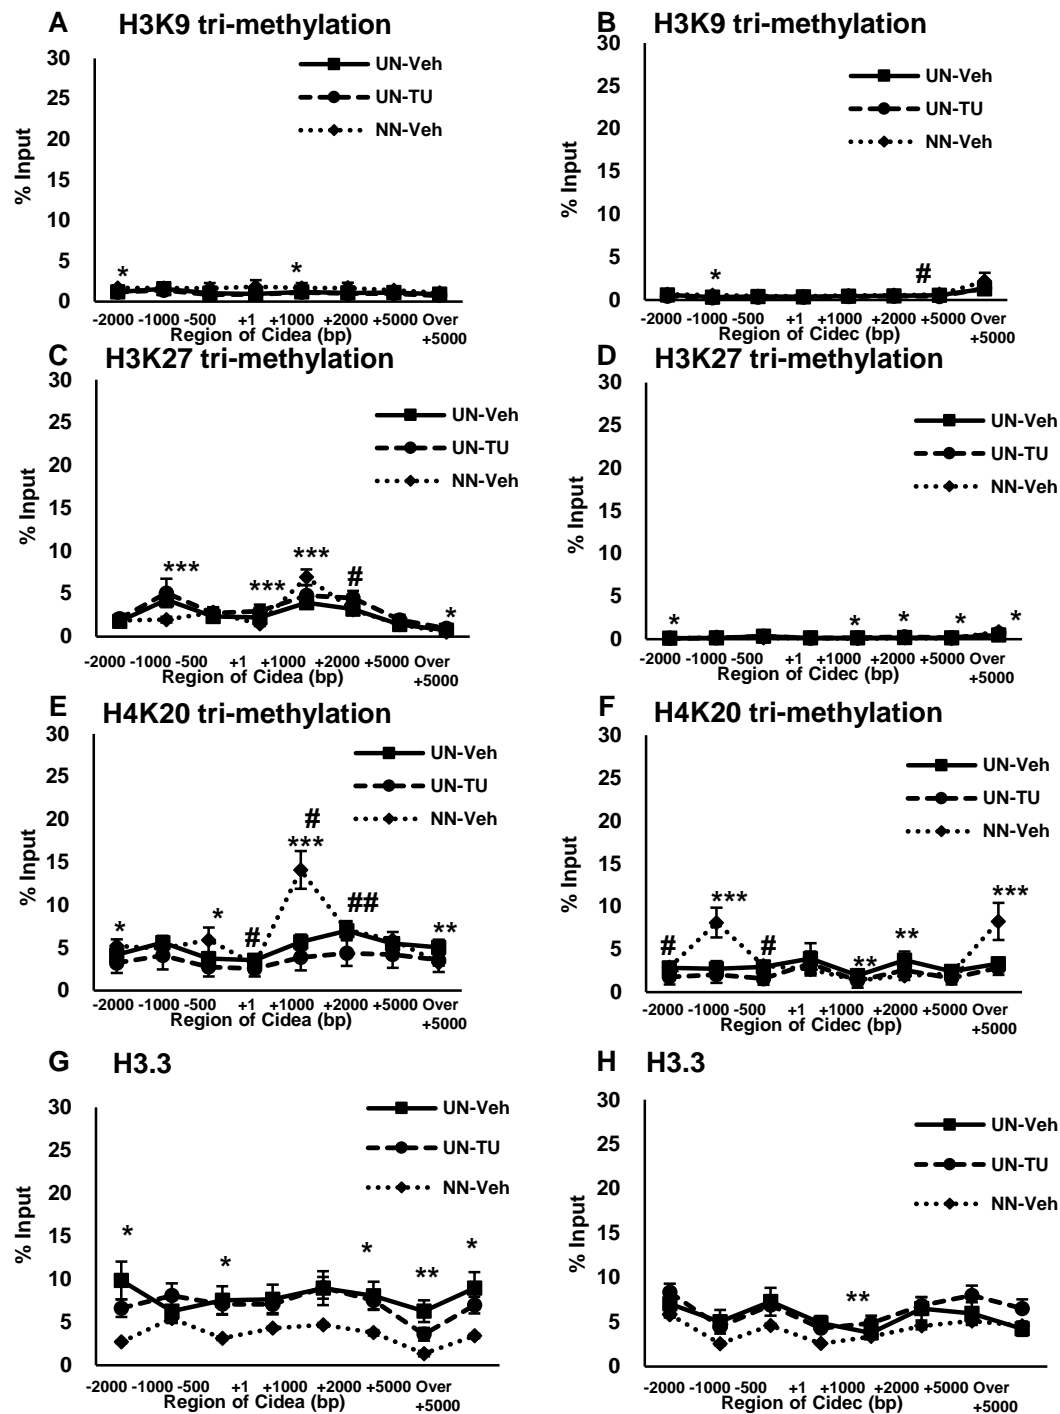 A H3K9 tri-methylation
30
25
20
15
10
5
0
% Input
UN-Veh
UN-TU
NN-Veh
* *
-2000 -1000 -500 +1 +1000 +2000 +5000 Over +5000
Region of Cidea (bp)
B H3K9 tri-methylation
30
25
20
15
10
5
0
% Input
UN-Veh
UN-TU
NN-Veh
* #
-2000 -1000 -500 +1 +1000 +2000 +5000 Over +5000
Region of Cidec (bp)
C H3K27 tri-methylation
30
25
20
15
10
5
0
% Input
UN-Veh
UN-TU
NN-Veh
*** *** *** # *
-2000 -1000 -500 +1 +1000 +2000 +5000 Over +5000
Region of Cidea (bp)
D H3K27 tri-methylation
30
25
20
15
10
5
0
% Input
UN-Veh
UN-TU
NN-Veh
* * * * *
-2000 -1000 -500 +1 +1000 +2000 +5000 Over +5000
Region of Cidec (bp)
E H4K20 tri-methylation
30
25
20
15
10
5
0
% Input
UN-Veh
UN-TU
NN-Veh
#
* * # *** ## **
-2000 -1000 -500 +1 +1000 +2000 +5000 Over +5000
Region of Cidea (bp)
F H4K20 tri-methylation
30
25
20
15
10
5
0
% Input
UN-Veh
UN-TU
NN-Veh
# *** # ** ** ***
-2000 -1000 -500 +1 +1000 +2000 +5000 Over +5000
Region of Cidec (bp)
G H3.3
30
25
20
15
10
5
0
% Input
UN-Veh
UN-TU
NN-Veh
* * * ** *
-2000 -1000 -500 +1 +1000 +2000 +5000 Over +5000
Region of Cidea (bp)
H H3.3
30
25
20
15
10
5
0
% Input
UN-Veh
UN-TU
NN-Veh
**
-2000 -1000 -500 +1 +1000 +2000 +5000 Over +5000
Region of Cidec (bp)